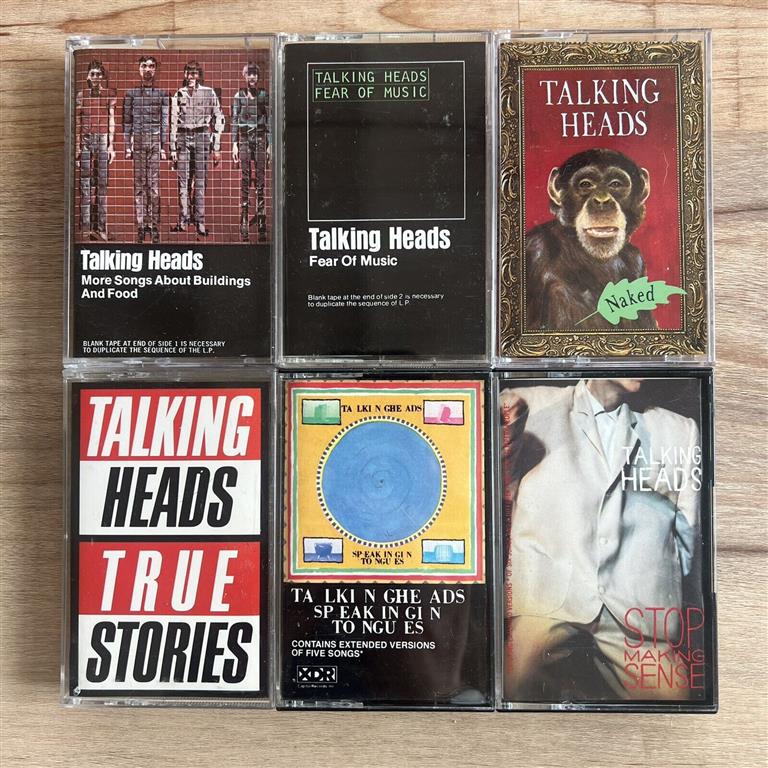 Talking Heads
More Songs About Buildings
And Food
BLANK TAPE AT END OF SIDE 1 IS NECESSARY
TO DUPLICATE THE SEQUENCE OF THE L.P.
TALKING HEADS
FEAR OF MUSIC
Talking Heads
Fear Of Music
Blank tape at the end of side 2 is necessary
to duplicate the sequence of L.P.
TALKING
HEADS
Naked
TALKING
HEADS
TRUE
STORIES
TA LKI N GHE ADS
SP EAK IN GI N
TO NGU ES
TA LKI N GHE ADS
SP EAK IN GI N
TO NGU ES
CONTAINS EXTENDED VERSIONS
OF FIVE SONGS*
XDR
Capitol Records, Inc.
TALKING
HEADS
STOP
MAKING
SENSE